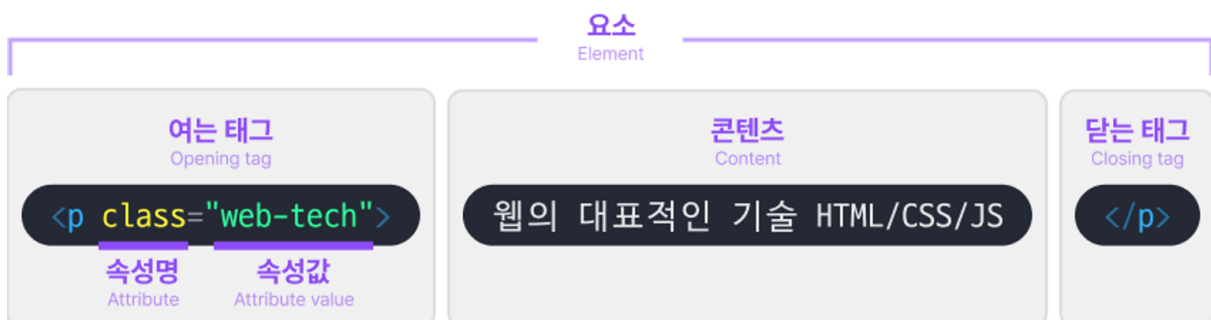 요소
Element
여는 태그
Opening tag
<p class="web-tech">
속성명
Attribute
속성값
Attribute value
콘텐츠
Content
웹의 대표적인 기술 HTML/CSS/JS
닫는 태그
Closing tag
</p>